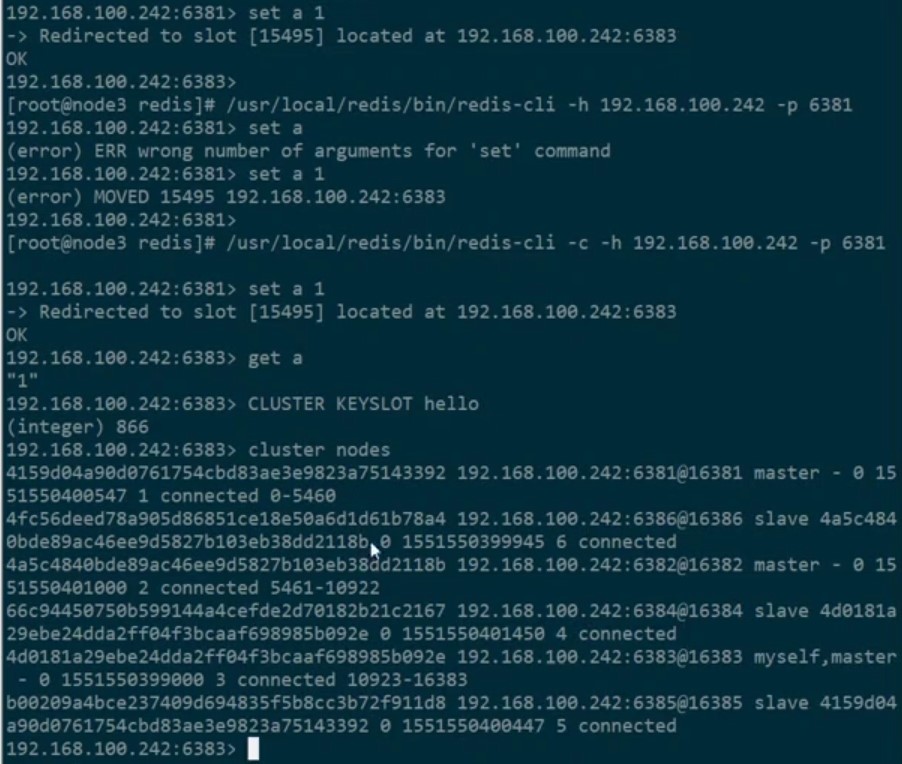 192.168.100.242:6381> set a 1
-> Redirected to slot [15495] located at 192.168.100.242:6383
OK
192.168.100.242:6383>
[root@node3 redis]# /usr/local/redis/bin/redis-cli -h 192.168.100.242 -p 6381
192.168.100.242:6381> set a
(error) ERR wrong number of arguments for 'set' command
192.168.100.242:6381> set a 1
(error) MOVED 15495 192.168.100.242:6383
192.168.100.242:6381>
[root@node3 redis]# /usr/local/redis/bin/redis-cli -c -h 192.168.100.242 -p 6381
192.168.100.242:6381> set a 1
-> Redirected to slot [15495] located at 192.168.100.242:6383
OK
192.168.100.242:6383> get a
"1"
192.168.100.242:6383> CLUSTER KEYSLOT hello
(integer) 866
192.168.100.242:6383> cluster nodes
4159d04a90d0761754cbd83ae3e9823a75143392 192.168.100.242:6381@16381 master - 0 15
51550400547 1 connected 0-5460
4fc56deed78a905d86851ce18e50a6d1d61b78a4 192.168.100.242:6386@16386 slave 4a5c484
0bde89ac46ee9d5827b103eb38dd2118b 0 1551550399945 6 connected
4a5c4840bde89ac46ee9d5827b103eb38dd2118b 192.168.100.242:6382@16382 master - 0 15
51550401000 2 connected 5461-10922
66c94450750b599144a4cefde2d70182b21c2167 192.168.100.242:6384@16384 slave 4d0181a
29ebe24dda2ff04f3bcaaf698985b092e 0 1551550401450 4 connected
4d0181a29ebe24dda2ff04f3bcaaf698985b092e 192.168.100.242:6383@16383 myself,master
- 0 1551550399000 3 connected 10923-16383
b00209a4bce237409d694835f5b8cc3b72f911d8 192.168.100.242:6385@16385 slave 4159d04
a90d0761754cbd83ae3e9823a75143392 0 1551550400447 5 connected
192.168.100.242:6383>